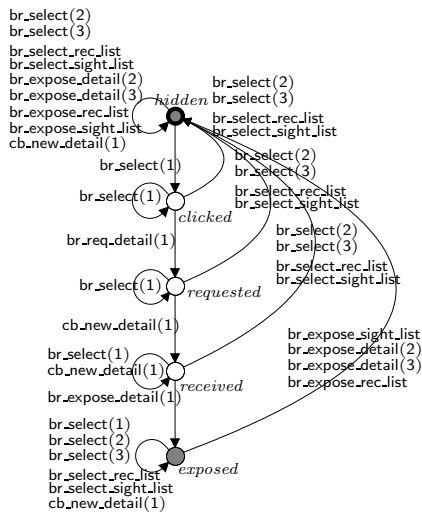 br_select(2)
br_select(3)
br_select_rec_list
br_select_sight_list
br_expose_detail(2)
br_expose_detail(3)
br_expose_rec_list
br_expose_sight_list
cb_new_detail(1)
hidden
br_select(2)
br_select(3)
br_select_rec_list
br_select_sight_list
br_select(1)
br_select(1)
clicked
br_select(2)
br_select(3)
br_select_rec_list
br_select_sight_list
br_req_detail(1)
br_select(1)
requested
br_select(2)
br_select(3)
br_select_rec_list
br_select_sight_list
cb_new_detail(1)
br_select(1)
cb_new_detail(1)
received
br_expose_sight_list
br_expose_detail(2)
br_expose_detail(3)
br_expose_rec_list
br_expose_detail(1)
br_select(1)
br_select(2)
br_select(3)
br_select_rec_list
br_select_sight_list
cb_new_detail(1)
exposed